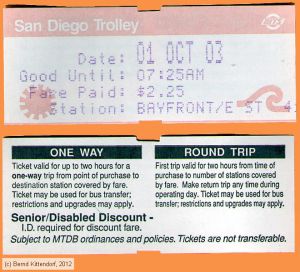 San Diego Trolley
Date: 01 OCT 03
Good Until: 07:25AM
Fare Paid: $2.25
Station: BAYFRONT/E ST 4
ONE WAY
Ticket valid for up to two hours for a
one-way trip from point of purchase to
destination station covered by fare.
Ticket may be used for bus transfer;
restrictions and upgrades may apply.
ROUND TRIP
First trip valid for two hours from time of
purchase to number of stations covered
by fare. Make return trip any time during
operating day. Ticket may be used for bus
transfer; restrictions and upgrades may apply.
Senior/Disabled Discount -
I.D. required for discount fare.
Subject to MTDB ordinances and policies. Tickets are not transferable.
(c) Bernd Kittendorf, 2012